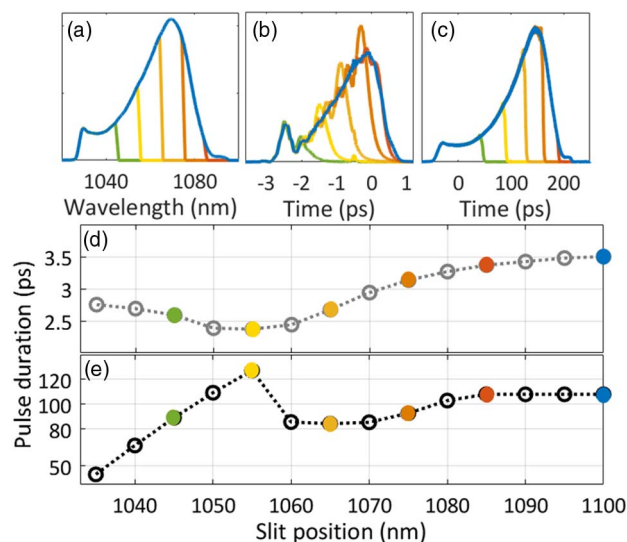 (a) (b) (c)
1040 1080 -3 -2 -1 0 1 0 100 200
Wavelength (nm) Time (ps) Time (ps)
(d)
3.5
3
2.5
Pulse duration (ps)
(e)
120
100
80
50
1040 1050 1060 1070 1080 1090 1100
Slit position (nm)